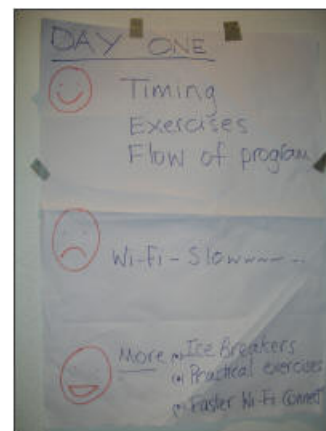 DAY ONE
Timing
Exercises
Flow of program
Wi-Fi - Slow~~~...
More (*) Ice Breakers
(*) Practical exercises
(*) Faster Wi-Fi Connect